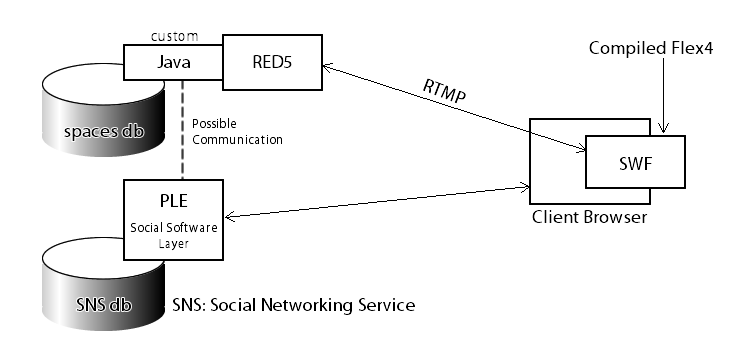 custom
Java
RED5
Compiled Flex4
RTMP
spaces db
Possible
Communication
SWF
PLE
Social Software
Layer
Client Browser
SNS db
SNS: Social Networking Service